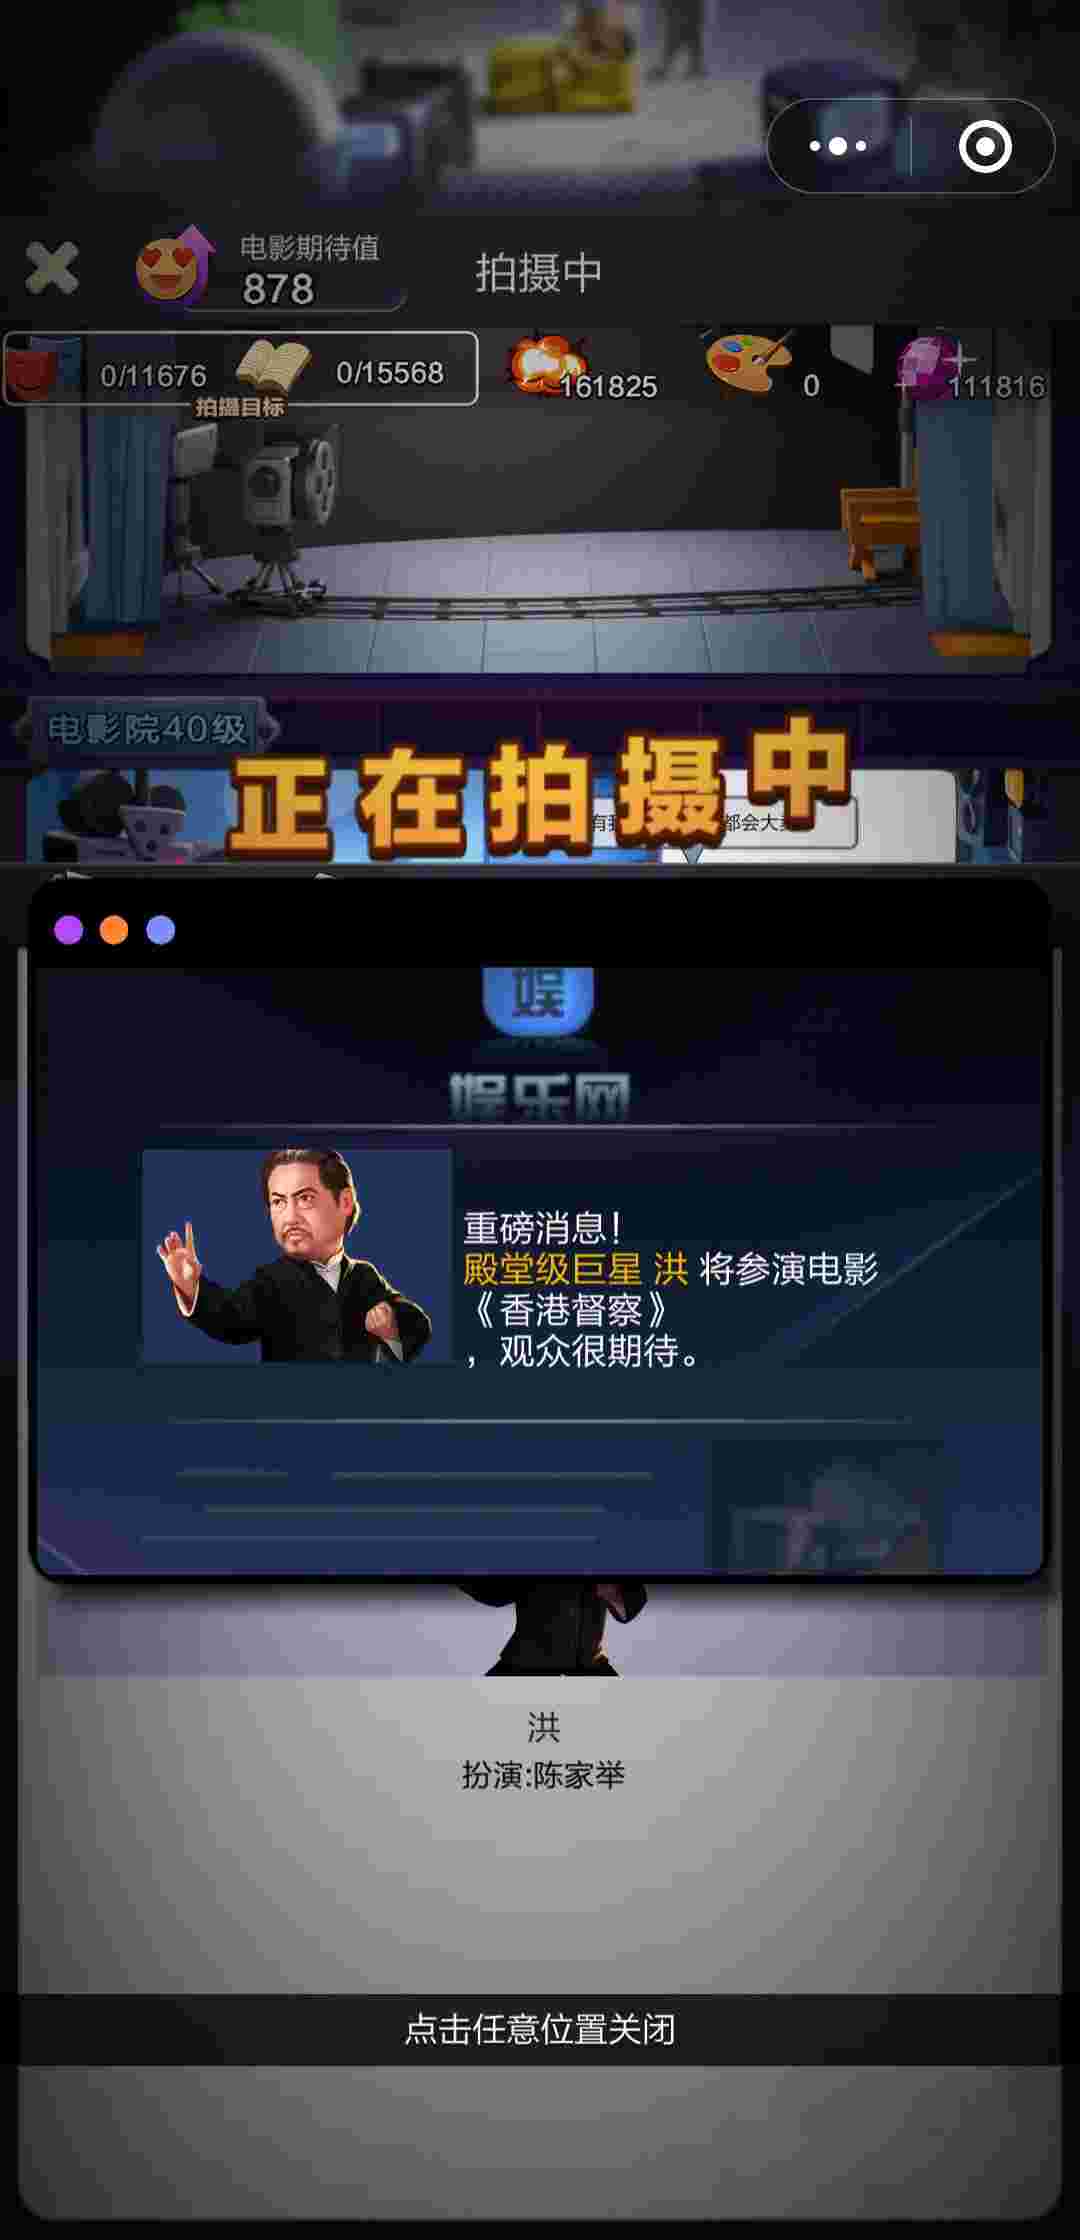 电影期待值
878
拍摄中
0/11676
0/15568
161825
0
111816
拍摄目标
电影院40级
正在拍摄中
有
都会大
娱
娱乐网
重磅消息！
殿堂级巨星 洪 将参演电影
《香港督察》
，观众很期待。
洪
扮演:陈家举
点击任意位置关闭